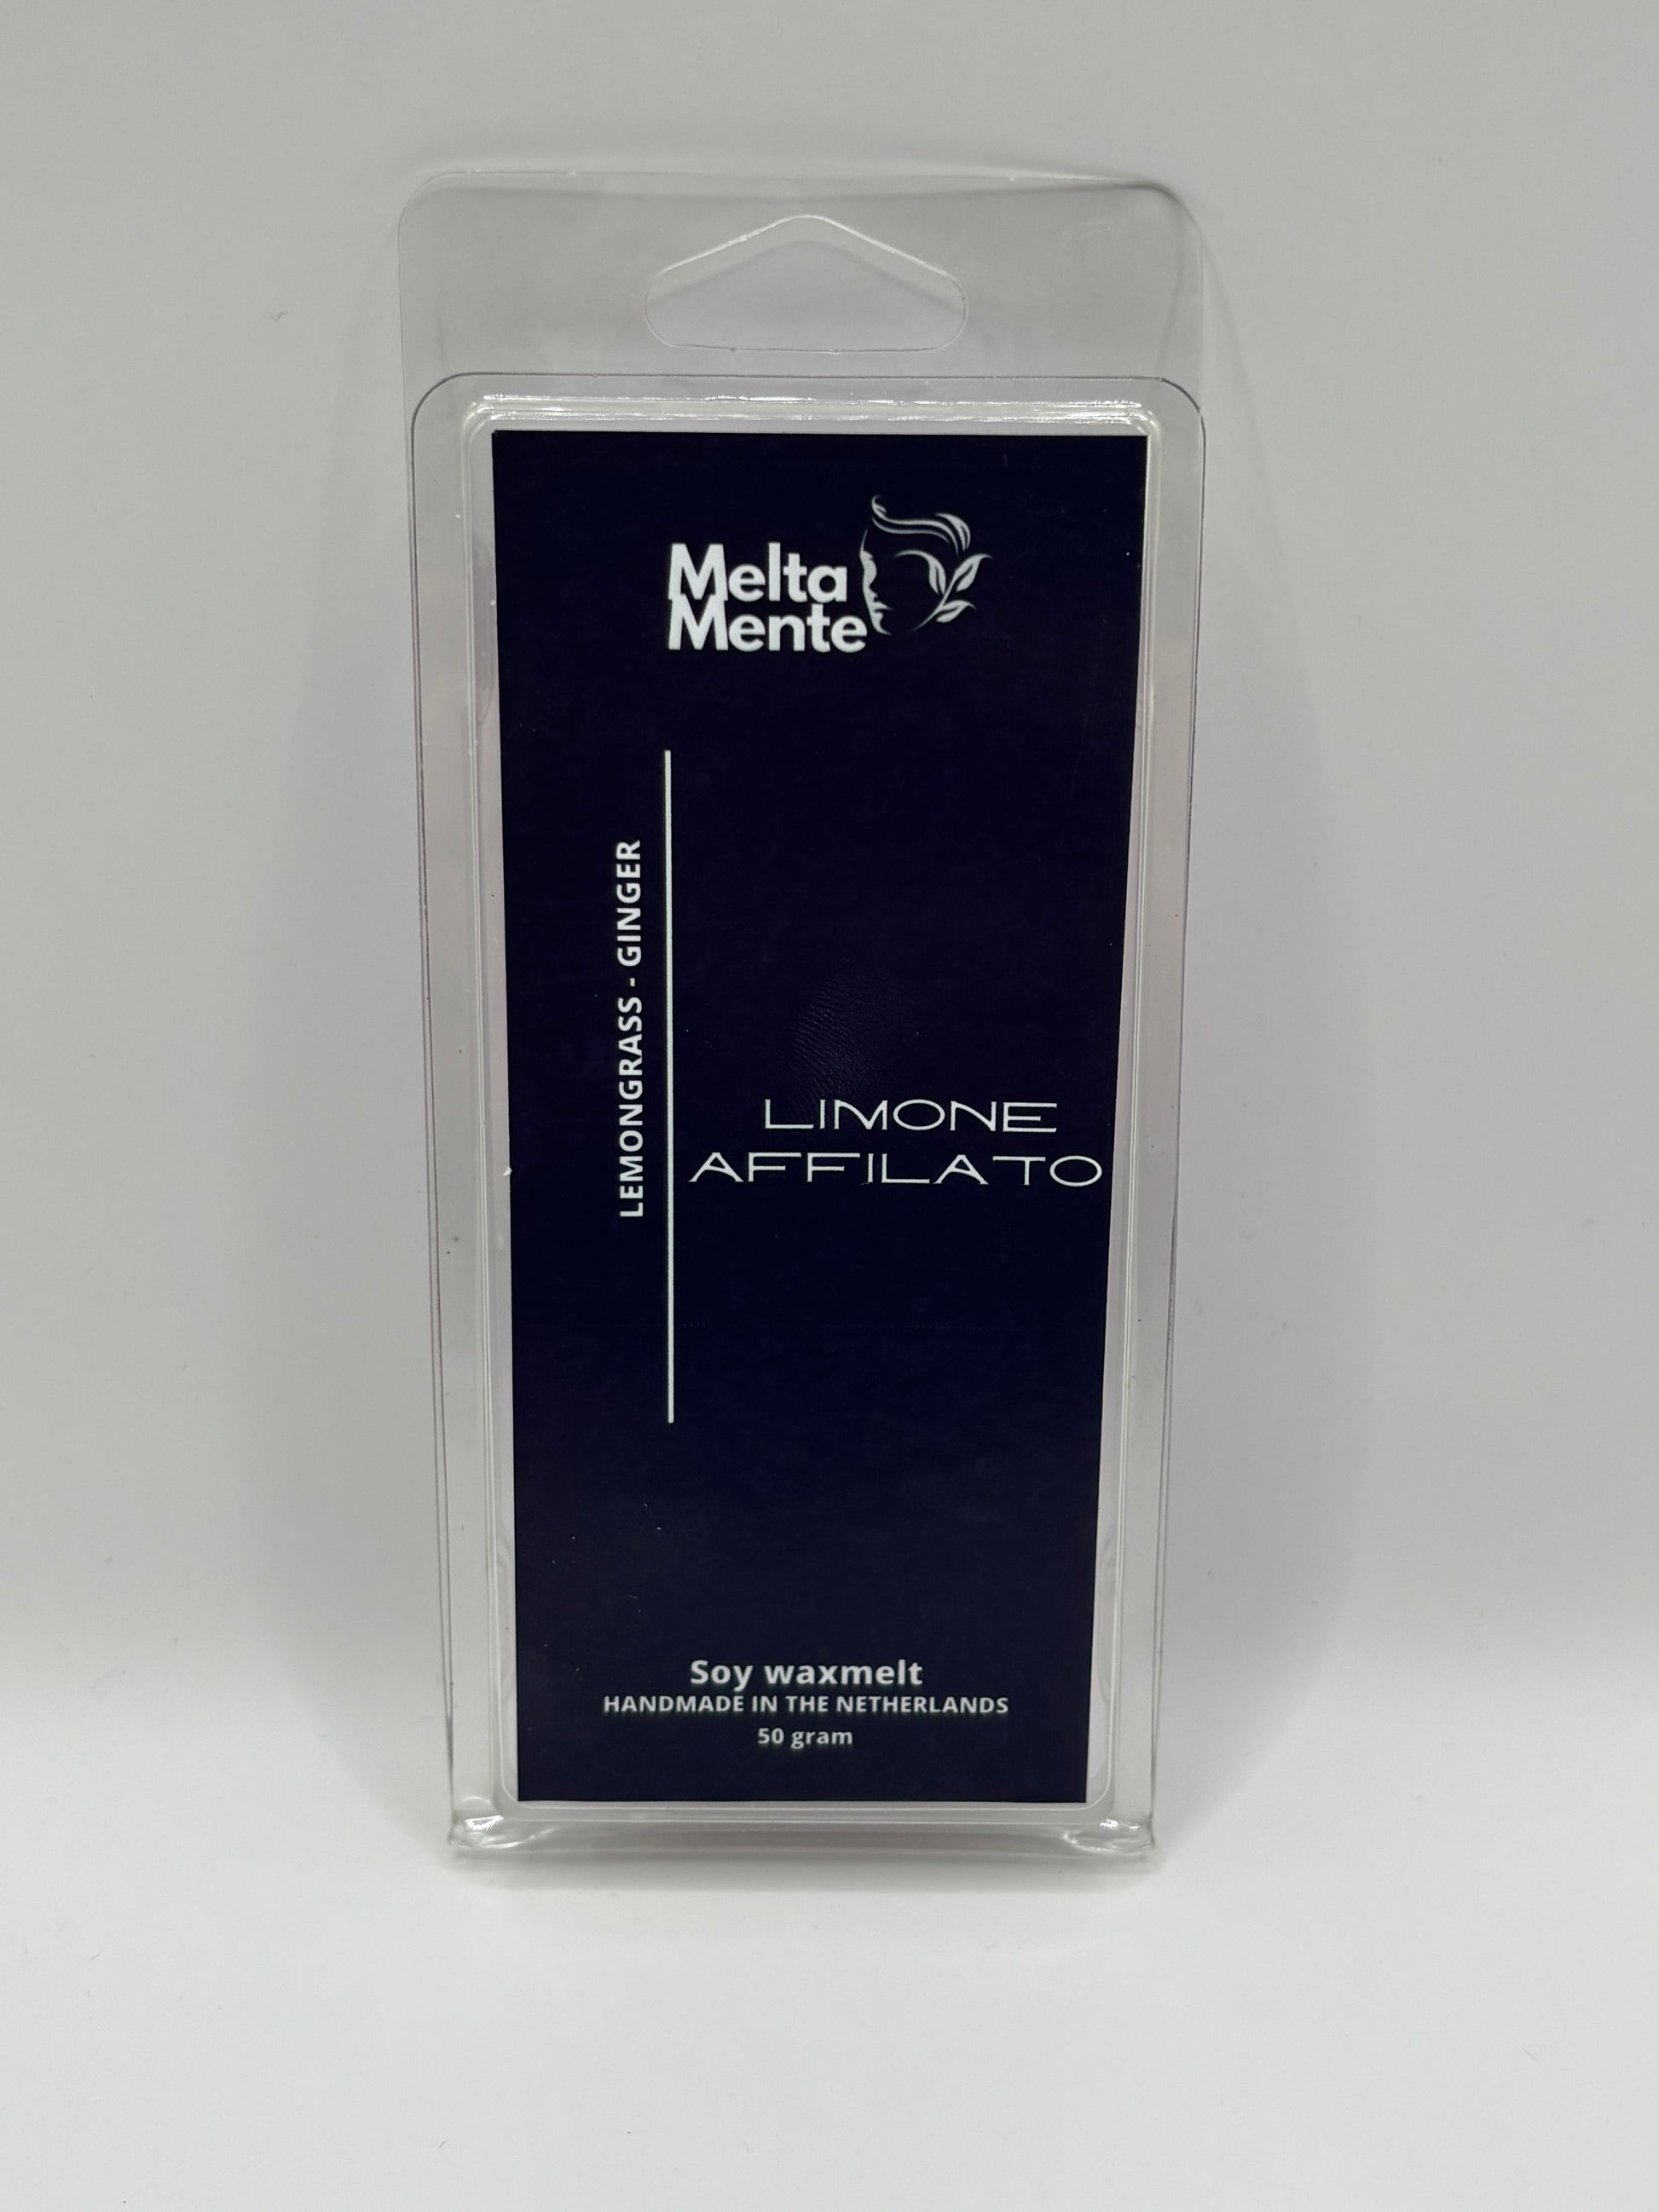 Melta
Mente
LEMONGRASS - GINGER
LIMONE
AFFILATO
Soy waxmelt
HANDMADE IN THE NETHERLANDS
50 gram